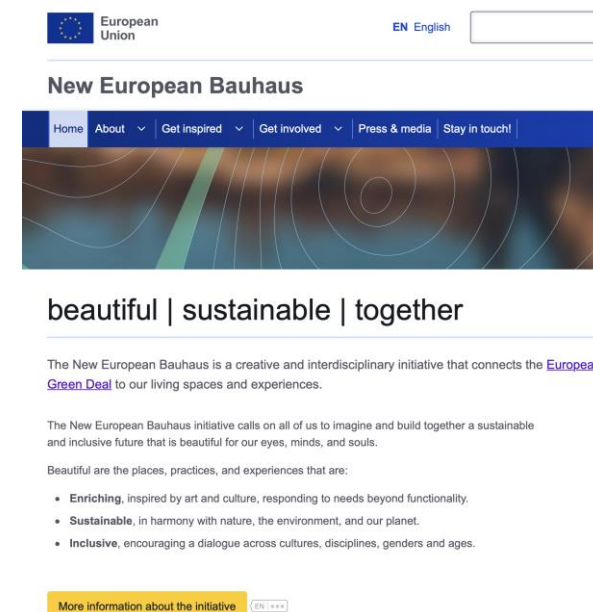 European
Union
EN English
New European Bauhaus
Home About Get inspired Get involved Press & media Stay in touch!
beautiful | sustainable | together
The New European Bauhaus is a creative and interdisciplinary initiative that connects the Europea
Green Deal to our living spaces and experiences.
The New European Bauhaus initiative calls on all of us to imagine and build together a sustainable
and inclusive future that is beautiful for our eyes, minds, and souls.
Beautiful are the places, practices, and experiences that are:
• Enriching, inspired by art and culture, responding to needs beyond functionality.
• Sustainable, in harmony with nature, the environment, and our planet.
• Inclusive, encouraging a dialogue across cultures, disciplines, genders and ages.
More information about the initiative EN •••